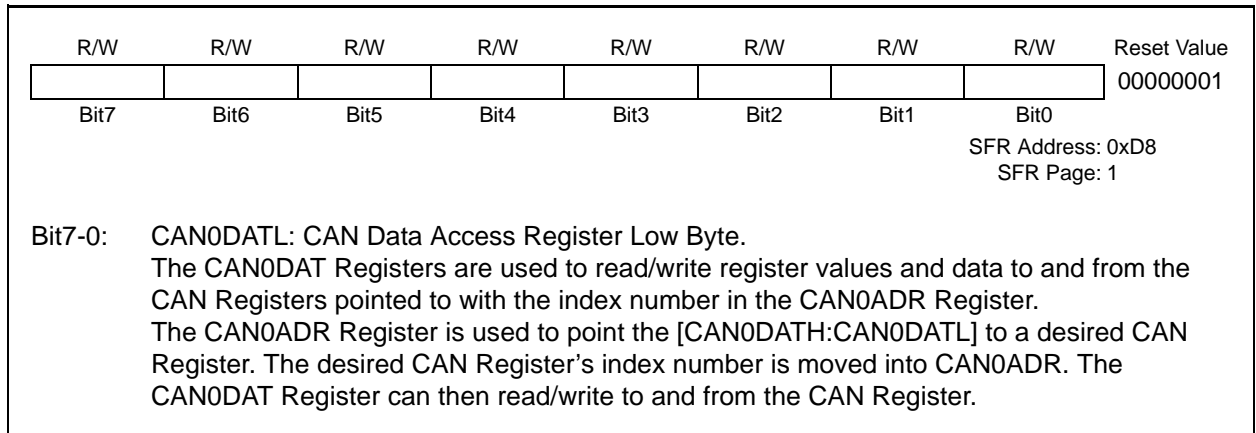 R/W R/W R/W R/W R/W R/W R/W R/W Reset Value
00000001
Bit7 Bit6 Bit5 Bit4 Bit3 Bit2 Bit1 Bit0
SFR Address: 0xD8
SFR Page: 1
Bit7-0: CAN0DATL: CAN Data Access Register Low Byte.
The CAN0DAT Registers are used to read/write register values and data to and from the
CAN Registers pointed to with the index number in the CAN0ADR Register.
The CAN0ADR Register is used to point the [CAN0DATH:CAN0DATL] to a desired CAN
Register. The desired CAN Register’s index number is moved into CAN0ADR. The
CAN0DAT Register can then read/write to and from the CAN Register.